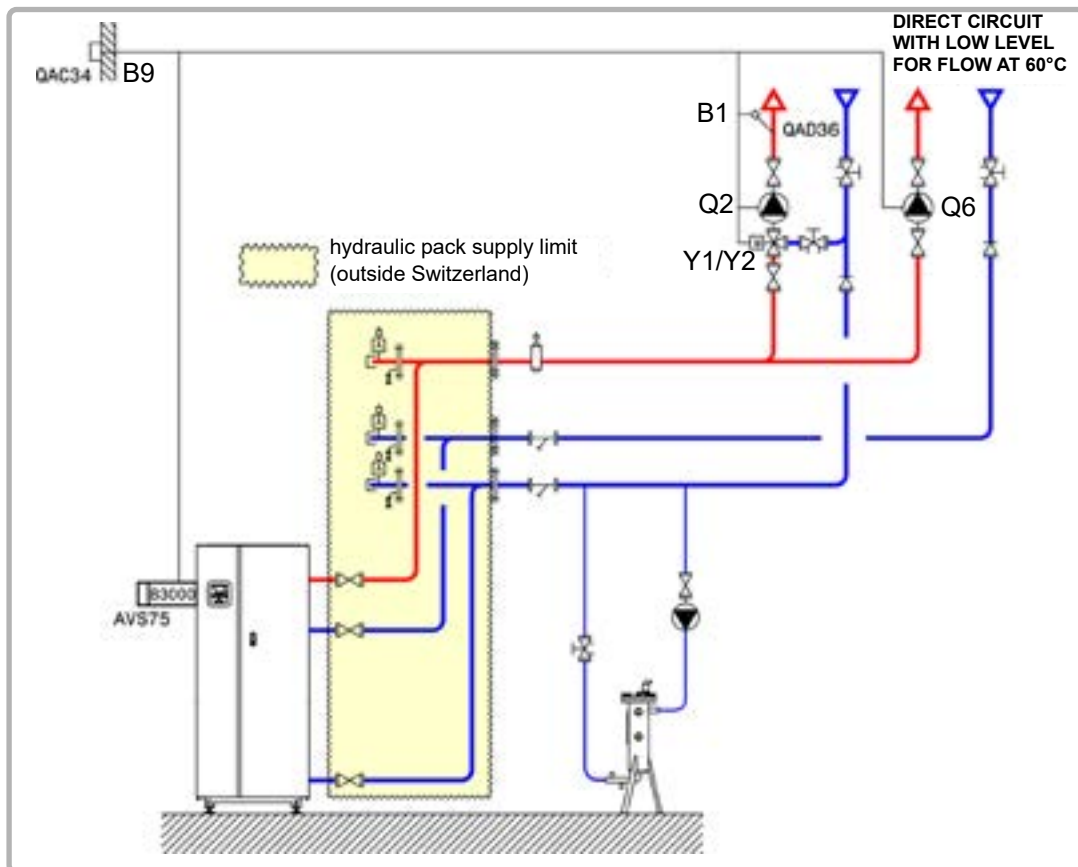 DIRECT CIRCUIT
WITH LOW LEVEL
FOR FLOW AT 60°C
QAC34
B9
B1
QAD36
Q2
Q6
Y1/Y2
hydraulic pack supply limit
(outside Switzerland)
B3000
AVS75